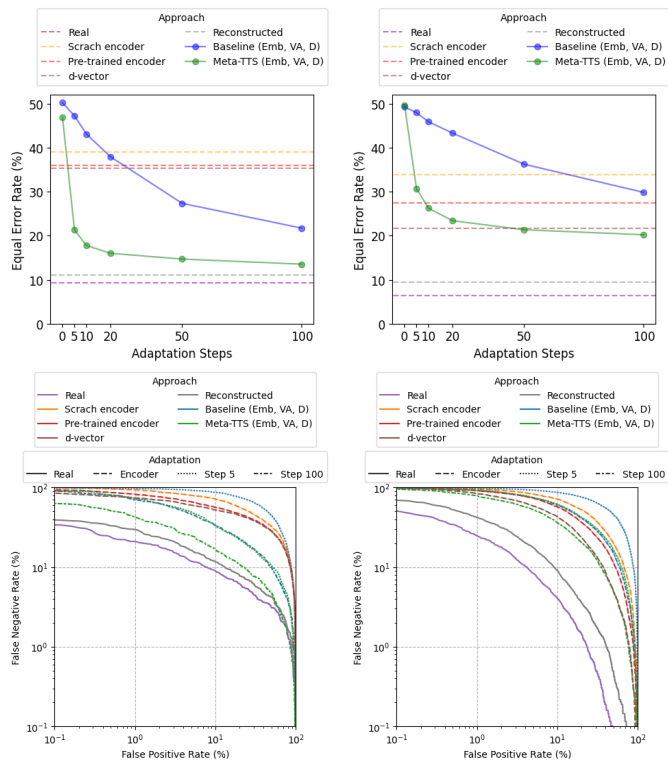 Approach
Real
Reconstructed
Scrach encoder
Baseline (Emb, VA, D)
Pre-trained encoder
Meta-TTS (Emb, VA, D)
d-vector
50
40
30
20
10
0
Equal Error Rate (%)
0 5 10 20 50 100
Adaptation Steps
Approach
Real
Reconstructed
Scrach encoder
Baseline (Emb, VA, D)
Pre-trained encoder
Meta-TTS (Emb, VA, D)
d-vector
50
40
30
20
10
0
Equal Error Rate (%)
0 5 10 20 50 100
Adaptation Steps
Approach
Real
Reconstructed
Scrach encoder
Baseline (Emb, VA, D)
Pre-trained encoder
Meta-TTS (Emb, VA, D)
d-vector
Adaptation
Real Encoder Step 5 Step 100
10²
10¹
10⁰
10⁻¹
False Negative Rate (%)
10⁻¹ 10⁰ 10¹ 10²
False Positive Rate (%)
Approach
Real
Reconstructed
Scrach encoder
Baseline (Emb, VA, D)
Pre-trained encoder
Meta-TTS (Emb, VA, D)
d-vector
Adaptation
Real Encoder Step 5 Step 100
10²
10¹
10⁰
10⁻¹
False Negative Rate (%)
10⁻¹ 10⁰ 10¹ 10²
False Positive Rate (%)